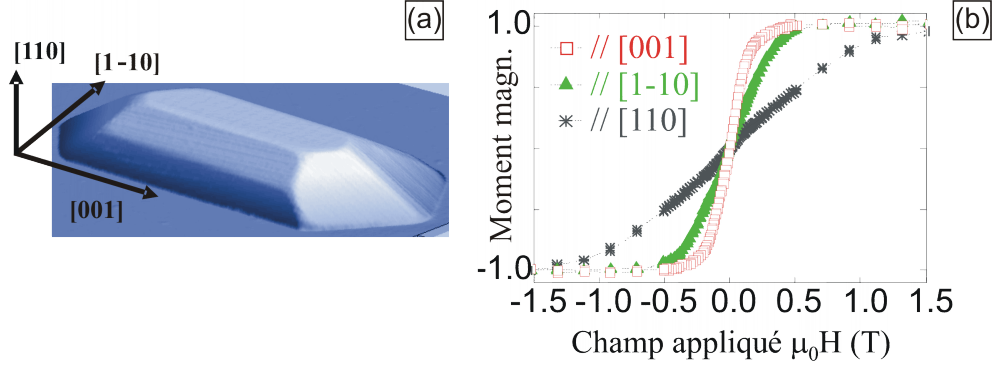 (a)
[110]
[1-10]
[001]
(b)
Moment magn.
1.0
-1.0
// [001]
// [1-10]
// [110]
-1.5 -1.0 -0.5 0.0 0.5 1.0 1.5
Champ appliqué μ₀H (T)